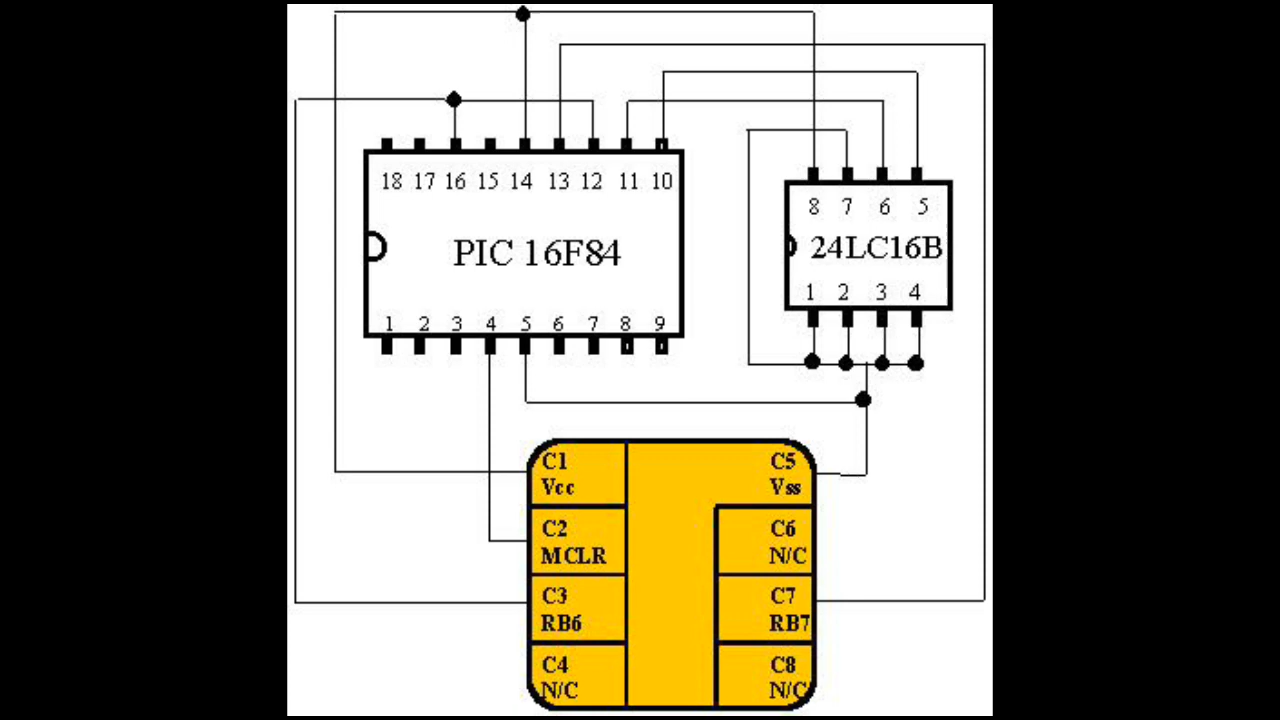 18 17 16 15 14 13 12 11 10
PIC 16F84
1 2 3 4 5 6 7 8 9
8 7 6 5
24LC16B
1 2 3 4
C1
Vcc
C2
MCLR
C3
RB6
C4
N/C
C5
Vss
C6
N/C
C7
RB7
C8
N/C